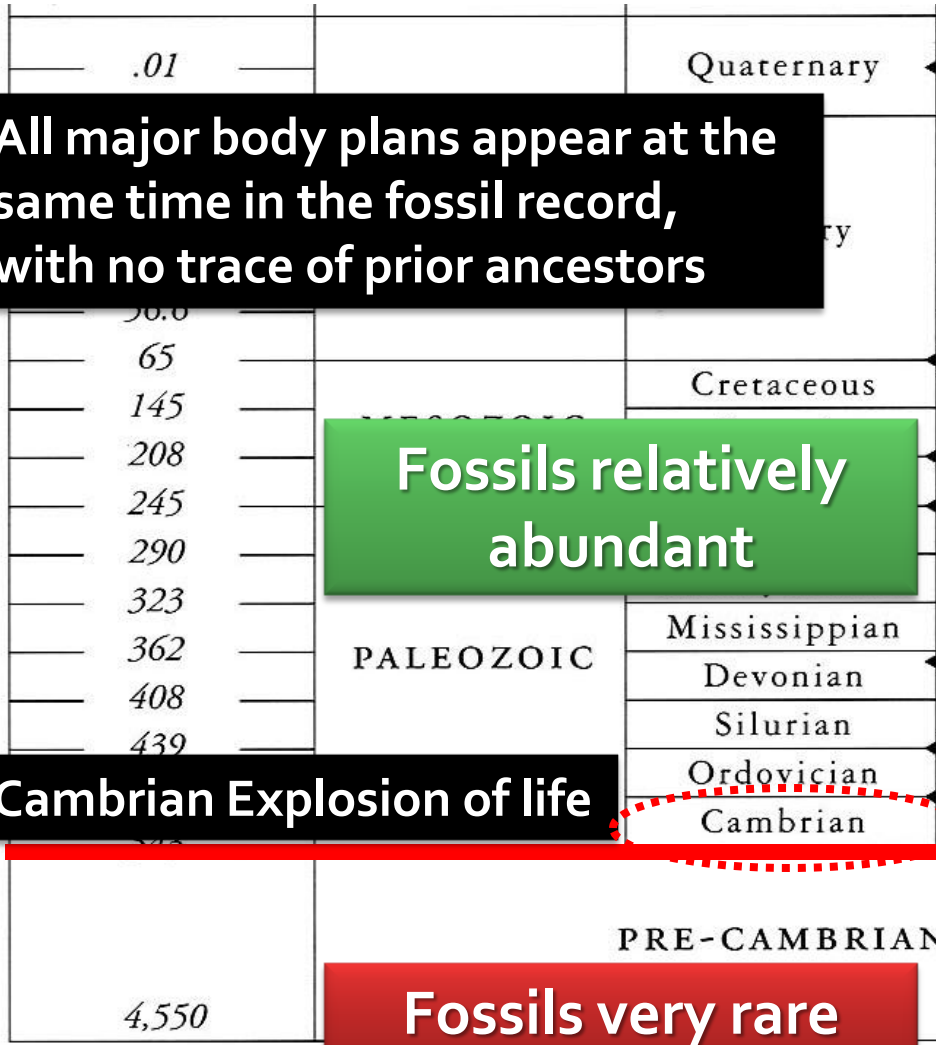 .01 Quaternary
All major body plans appear at the
same time in the fossil record,
with no trace of prior ancestors
65
Cretaceous
145
208
Fossils relatively
abundant
245
290
323
Mississippian
362
PALEOZOIC
Devonian
408
Silurian
439
Ordovician
Cambrian Explosion of life
Cambrian
PRE-CAMBRIAN
4,550
Fossils very rare